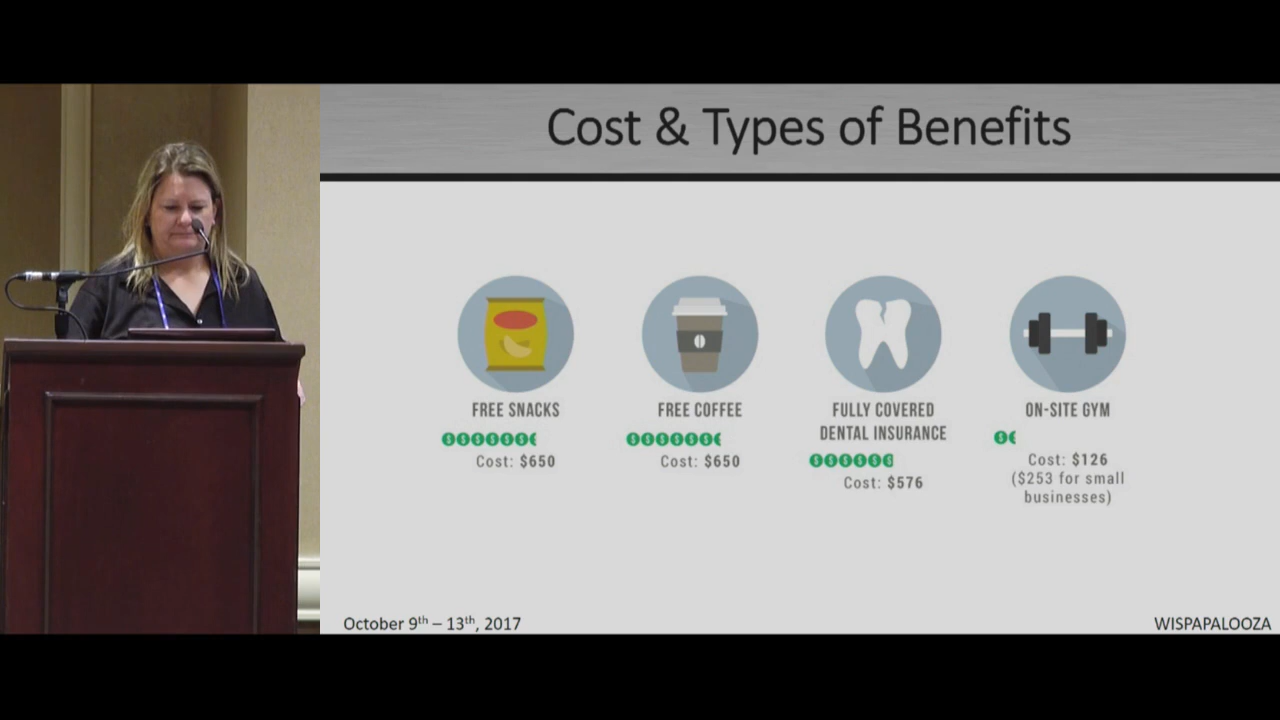 Cost & Types of Benefits
FREE SNACKS
Cost: $650
FREE COFFEE
Cost: $650
FULLY COVERED
DENTAL INSURANCE
Cost: $576
ON-SITE GYM
Cost: $126
($253 for small
businesses)
October 9th – 13th, 2017
WISPAPALOOZA